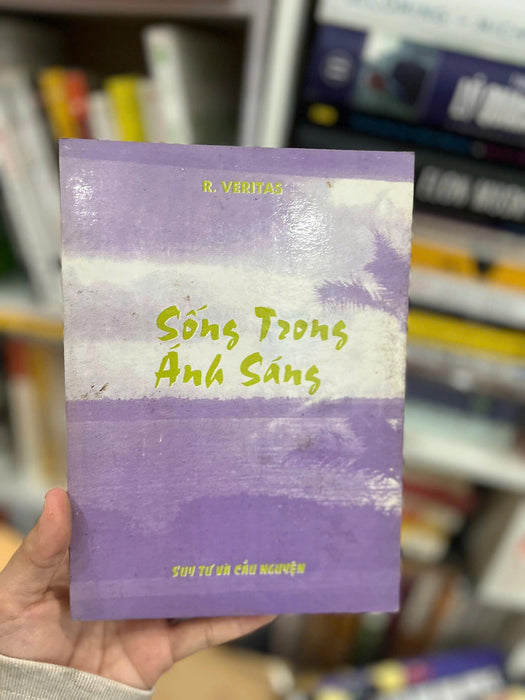 R. VERITAS
Sống Trong
Ánh Sáng
SUY TƯ VÀ CẦU NGUYỆN